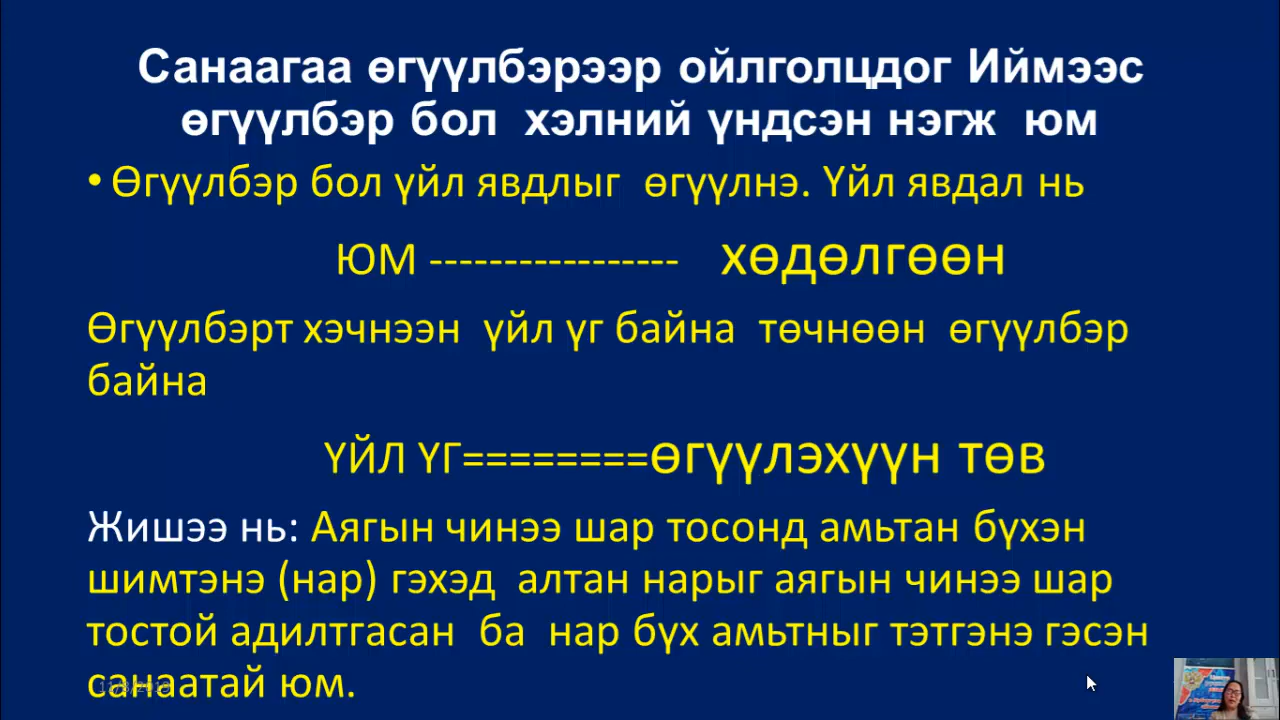 Санаагаа өгүүлбэрээр ойлголцдог Иймээс
өгүүлбэр бол хэлний үндсэн нэгж юм
• Өгүүлбэр бол үйл явдлыг өгүүлнэ. Үйл явдал нь
ЮМ ----------------- хөдөлгөөн
Өгүүлбэрт хэчнээн үйл үг байна төчнөөн өгүүлбэр
байна
ҮЙЛ ҮГ========өгүүлэхүүн төв
Жишээ нь: Аягын чинээ шар тосонд амьтан бүхэн
шимтэнэ (нар) гэхэд алтан нарыг аягын чинээ шар
тостой адилтгасан ба нар бүх амьтныг тэтгэнэ гэсэн
санаатай юм.